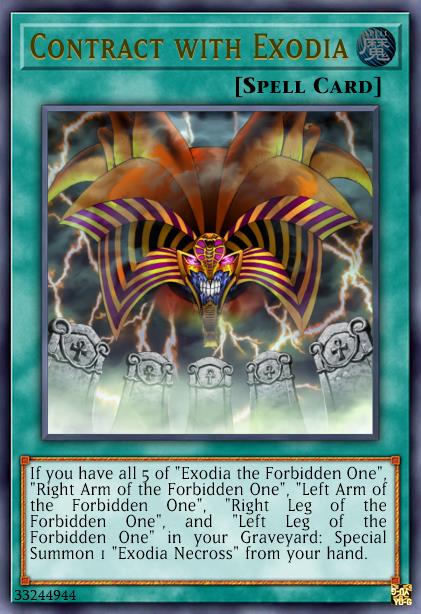 Contract with Exodia
魔
[Spell Card]
If you have all 5 of "Exodia the Forbidden One",
"Right Arm of the Forbidden One", "Left Arm of
the Forbidden One", "Right Leg of the
Forbidden One", and "Left Leg of the
Forbidden One" in your Graveyard: Special
Summon 1 "Exodia Necross" from your hand.
33244944